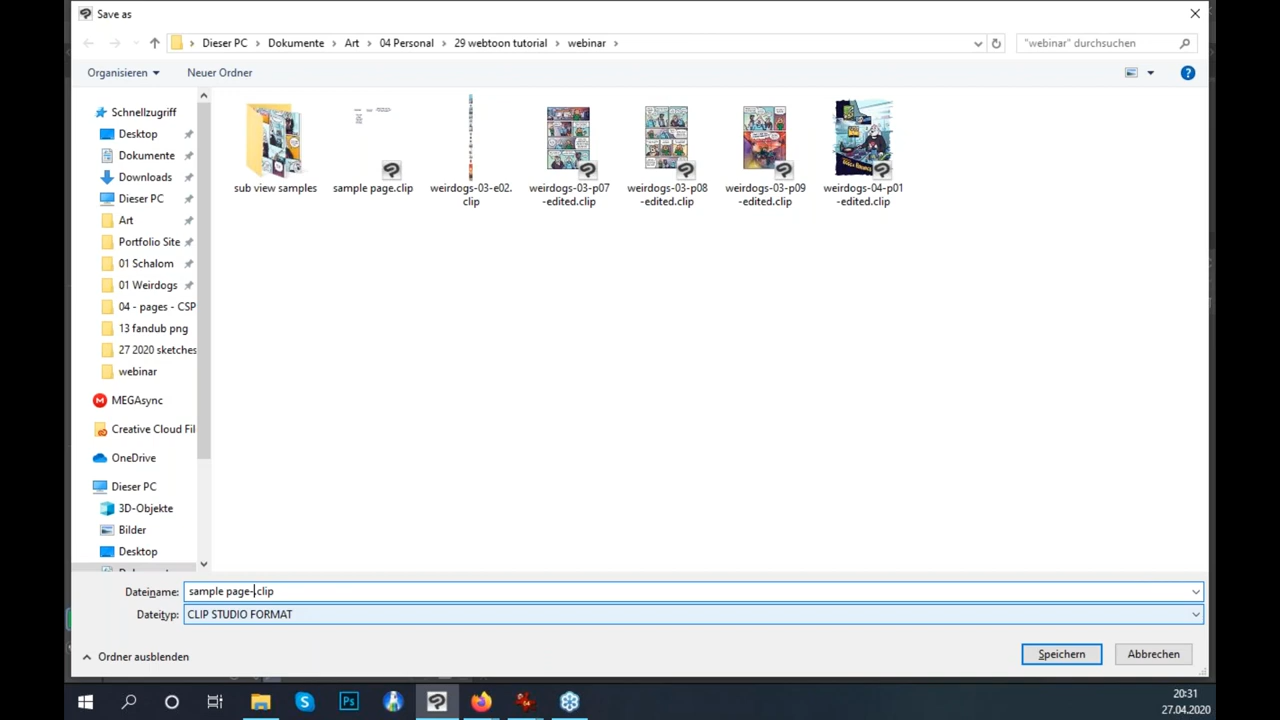 Save as
Dieser PC
Dokumente
Art
04 Personal
29 webtoon tutorial
webinar
"webinar" durchsuchen
Organisieren
Neuer Ordner
Schnellzugriff
Desktop
Dokumente
Downloads
Dieser PC
Art
Portfolio Site
01 Schalom
01 Weirdogs
04 - pages - CSP
13 fandub png
27 2020 sketches
webinar
MEGAsync
Creative Cloud Fil
OneDrive
Dieser PC
3D-Objekte
Bilder
Desktop
sub view samples
sample page.clip
weirdogs-03-e02.
clip
weirdogs-03-p07
-edited.clip
weirdogs-03-p08
-edited.clip
weirdogs-03-p09
-edited.clip
weirdogs-04-p01
-edited.clip
Dateiname:
sample page-.clip
Dateityp:
CLIP STUDIO FORMAT
Ordner ausblenden
Speichern
Abbrechen
Ps
20:31
27.04.2020